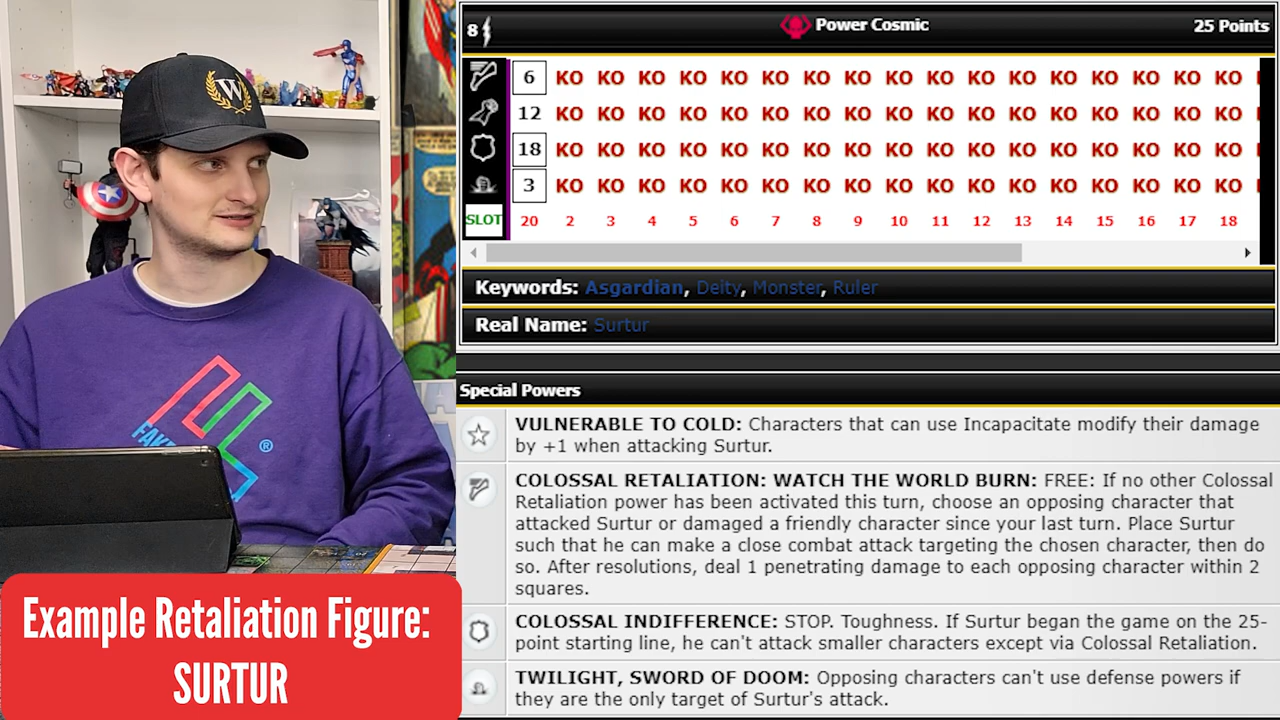 W
FAKT
®
Example Retaliation Figure:
SURTUR
8 Power Cosmic 25 Points
6 KO KO KO KO KO KO KO KO KO KO KO KO KO KO KO KO KO
12 KO KO KO KO KO KO KO KO KO KO KO KO KO KO KO KO KO
18 KO KO KO KO KO KO KO KO KO KO KO KO KO KO KO KO KO
3 KO KO KO KO KO KO KO KO KO KO KO KO KO KO KO KO KO
SLOT 20 2 3 4 5 6 7 8 9 10 11 12 13 14 15 16 17 18
Keywords: Asgardian, Deity, Monster, Ruler
Real Name: Surtur
Special Powers
VULNERABLE TO COLD: Characters that can use Incapacitate modify their damage
by +1 when attacking Surtur.
COLOSSAL RETALIATION: WATCH THE WORLD BURN: FREE: If no other Colossal
Retaliation power has been activated this turn, choose an opposing character that
attacked Surtur or damaged a friendly character since your last turn. Place Surtur
such that he can make a close combat attack targeting the chosen character, then do
so. After resolutions, deal 1 penetrating damage to each opposing character within 2
squares.
COLOSSAL INDIFFERENCE: STOP. Toughness. If Surtur began the game on the 25-
point starting line, he can't attack smaller characters except via Colossal Retaliation.
TWILIGHT, SWORD OF DOOM: Opposing characters can't use defense powers if
they are the only target of Surtur's attack.